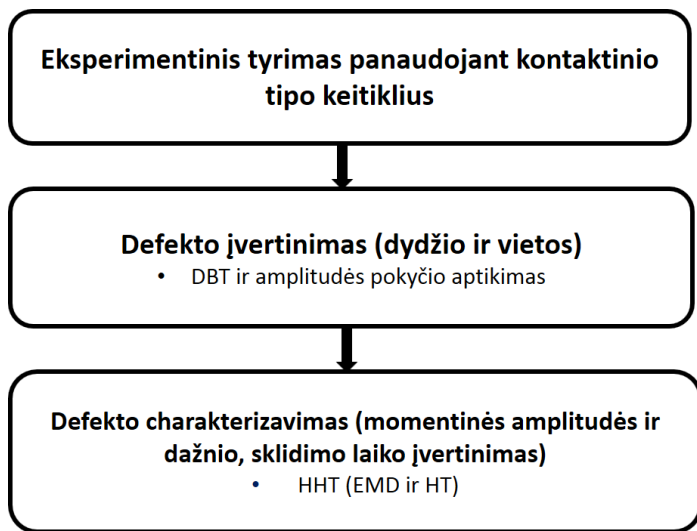 Eksperimentinis tyrimas panaudojant kontaktinio
tipo keitiklius
Defekto įvertinimas (dydžio ir vietos)
• DBT ir amplitudės pokyčio aptikimas
Defekto charakterizavimas (momentinės amplitudės ir
dažnio, sklidimo laiko įvertinimas)
• HHT (EMD ir HT)